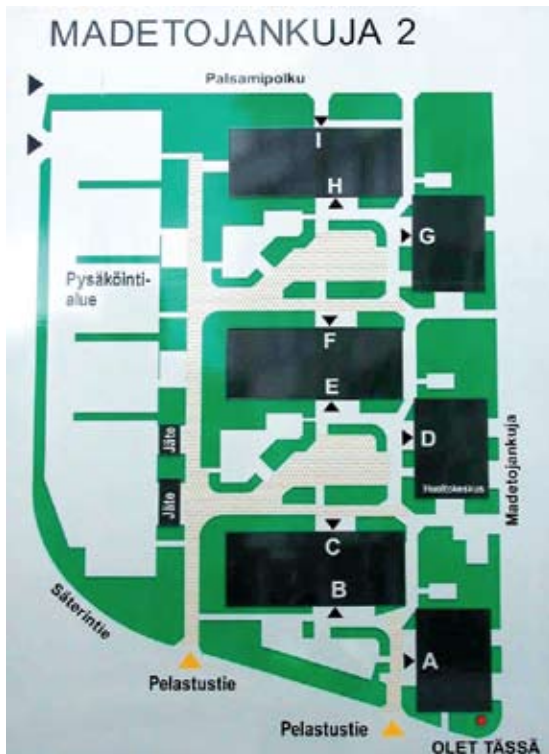 MADETOJANKUJA 2
Palsamipolku
I
H
G
Pysäköinti-
alue
F
E
D
Jäte
Huoltokeskus
Madetojankuja
Jäte
C
B
Säterintie
A
Pelastustie
Pelastustie
OLET TÄSSÄ